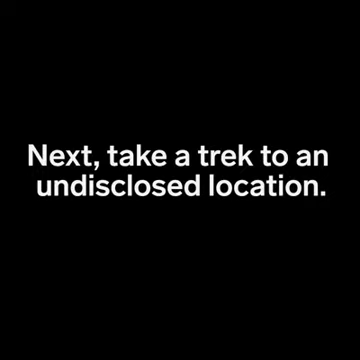 Next, take a trek to an
undisclosed location.